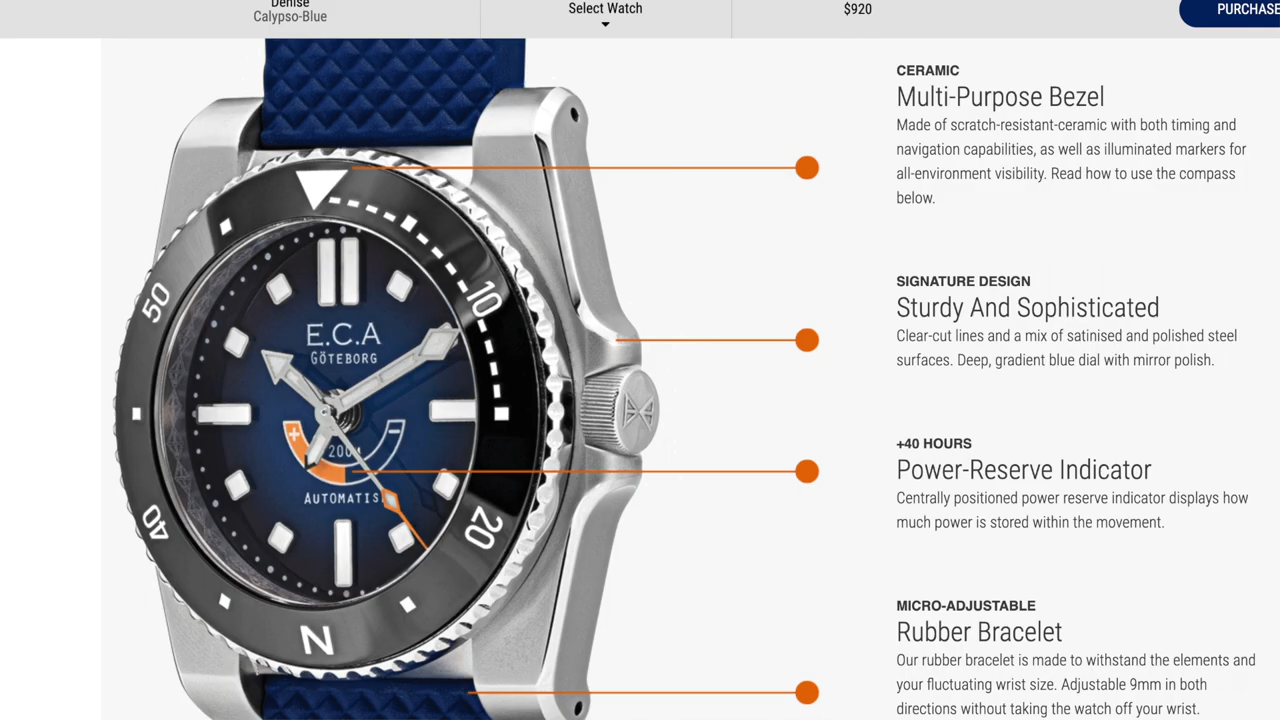 Denise
Calypso-Blue
Select Watch
$920
PURCHASE
CERAMIC
Multi-Purpose Bezel
Made of scratch-resistant-ceramic with both timing and
navigation capabilities, as well as illuminated markers for
all-environment visibility. Read how to use the compass
below.
SIGNATURE DESIGN
Sturdy And Sophisticated
Clear-cut lines and a mix of satinised and polished steel
surfaces. Deep, gradient blue dial with mirror polish.
+40 HOURS
Power-Reserve Indicator
Centrally positioned power reserve indicator displays how
much power is stored within the movement.
MICRO-ADJUSTABLE
Rubber Bracelet
Our rubber bracelet is made to withstand the elements and
your fluctuating wrist size. Adjustable 9mm in both
directions without taking the watch off your wrist.
10
20
N
40
50
E.C.A
GÖTEBORG
+
-
AUTOMATIS